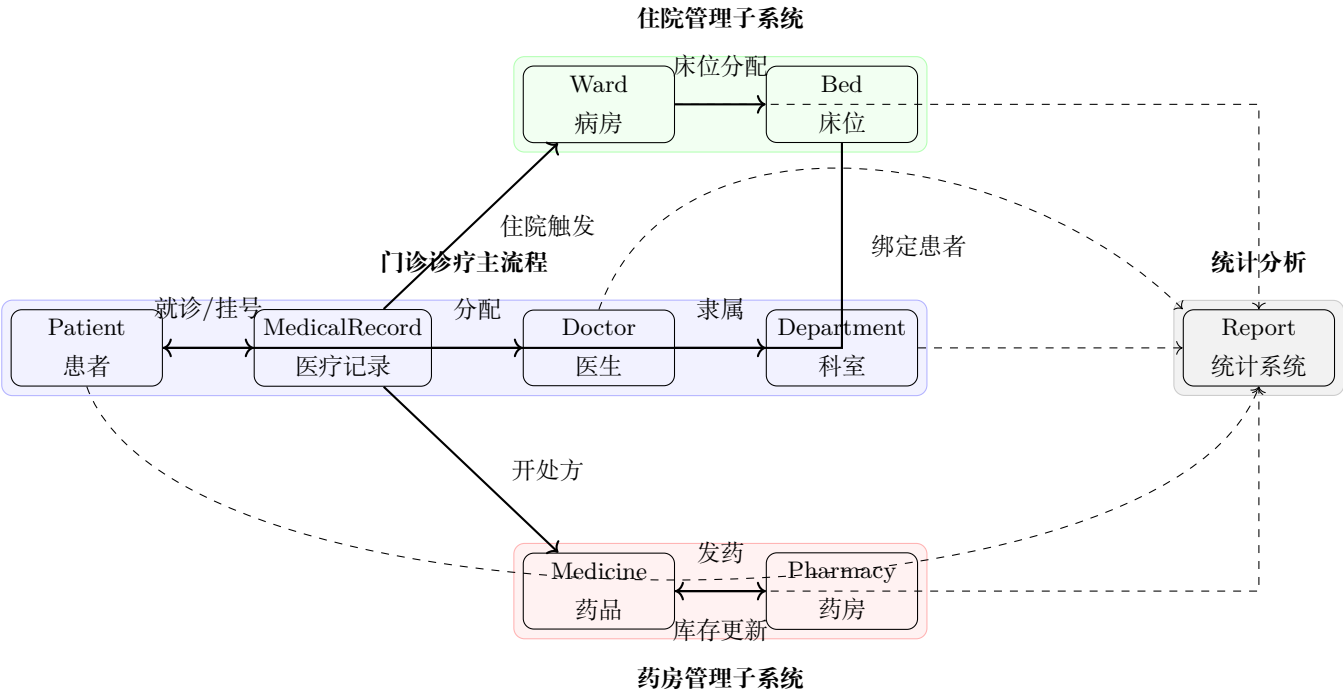 住院管理子系统
床位分配
Ward
病房
Bed
床位
住院触发
绑定患者
门诊诊疗主流程
统计分析
就诊/挂号
分配
隶属
Patient
患者
MedicalRecord
医疗记录
Doctor
医生
Department
科室
Report
统计系统
开处方
发药
Medicine
药品
Pharmacy
药房
库存更新
药房管理子系统